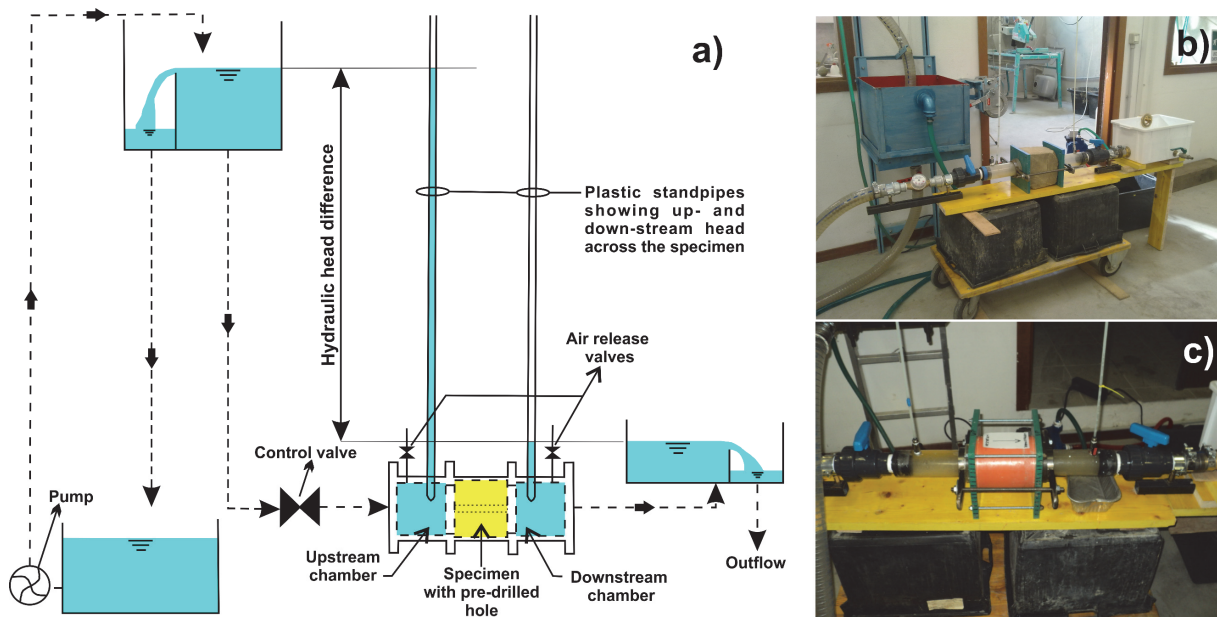 a)
b)
Hydraulic head difference
Plastic standpipes
showing up- and
down-stream head
across the specimen
Air release
valves
Control valve
Pump
Upstream
chamber
Specimen
with pre-drilled
hole
Downstream
chamber
Outflow
c)